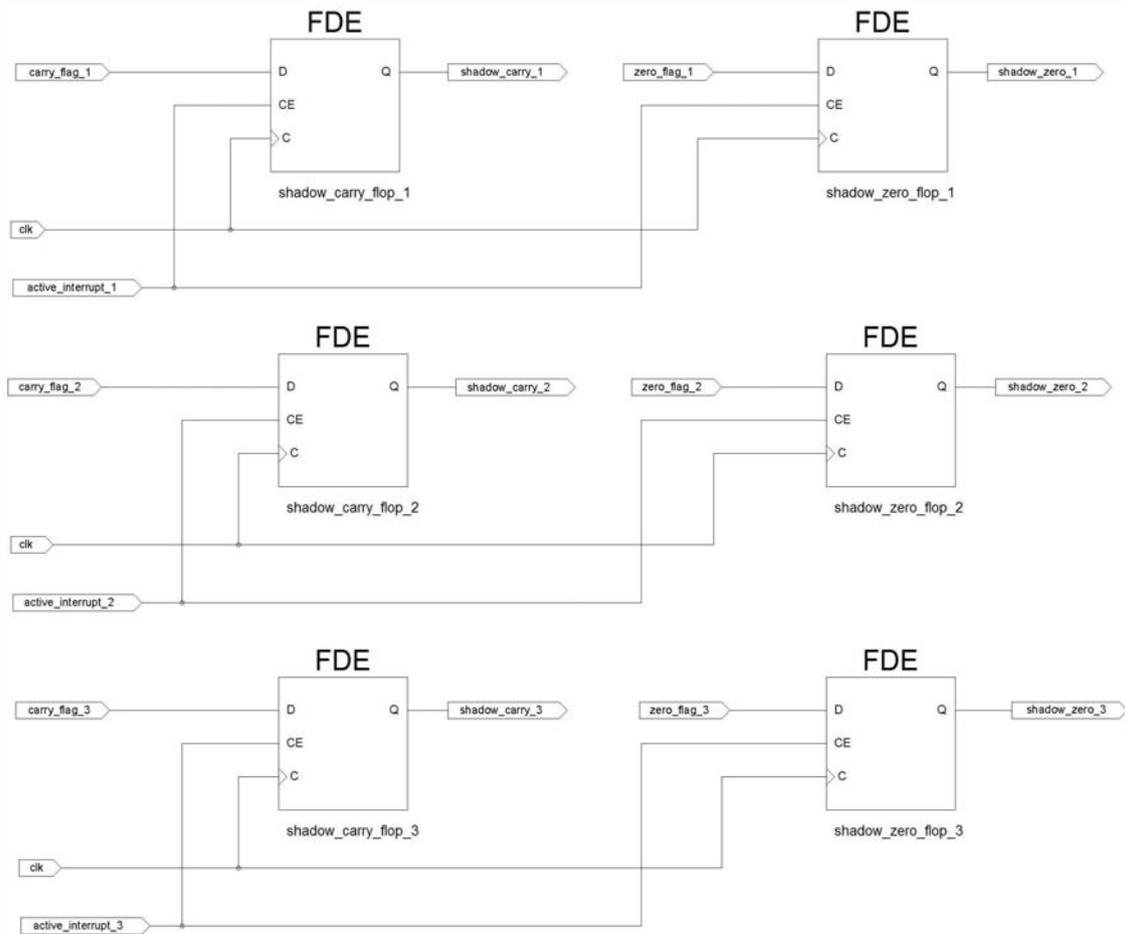 FDE
FDE
carry_flag_1
D
Q
shadow_carry_1
zero_flag_1
D
Q
shadow_zero_1
CE
CE
C
C
shadow_carry_flop_1
shadow_zero_flop_1
clk
active_interrupt_1
FDE
FDE
carry_flag_2
D
Q
shadow_carry_2
zero_flag_2
D
Q
shadow_zero_2
CE
CE
C
C
shadow_carry_flop_2
shadow_zero_flop_2
clk
active_interrupt_2
FDE
FDE
carry_flag_3
D
Q
shadow_carry_3
zero_flag_3
D
Q
shadow_zero_3
CE
CE
C
C
shadow_carry_flop_3
shadow_zero_flop_3
clk
active_interrupt_3